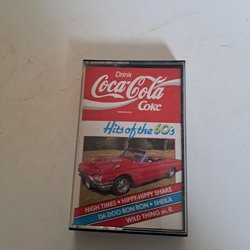 Drink
Coca-Cola
Coke
Hits of the 60's
HIGH TIMES • HIPPY-HIPPY SHAKE
DA DOO RON RON • SHEILA
WILD THING m.fl.